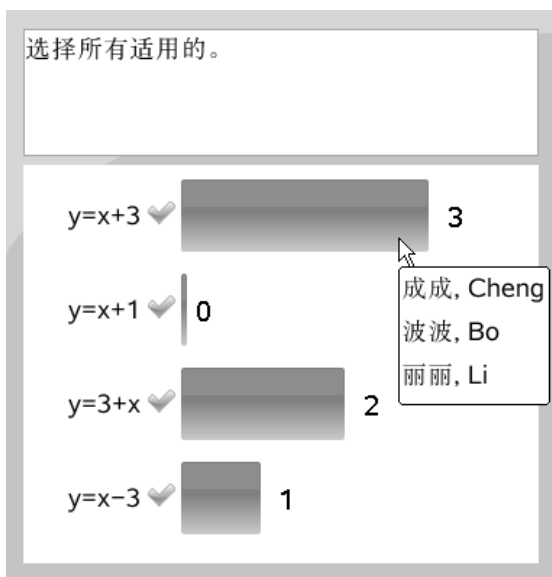 选择所有适用的。
y=x+3 3
成成, Cheng
y=x+1 0
波波, Bo
丽丽, Li
y=3+x 2
y=x−3 1